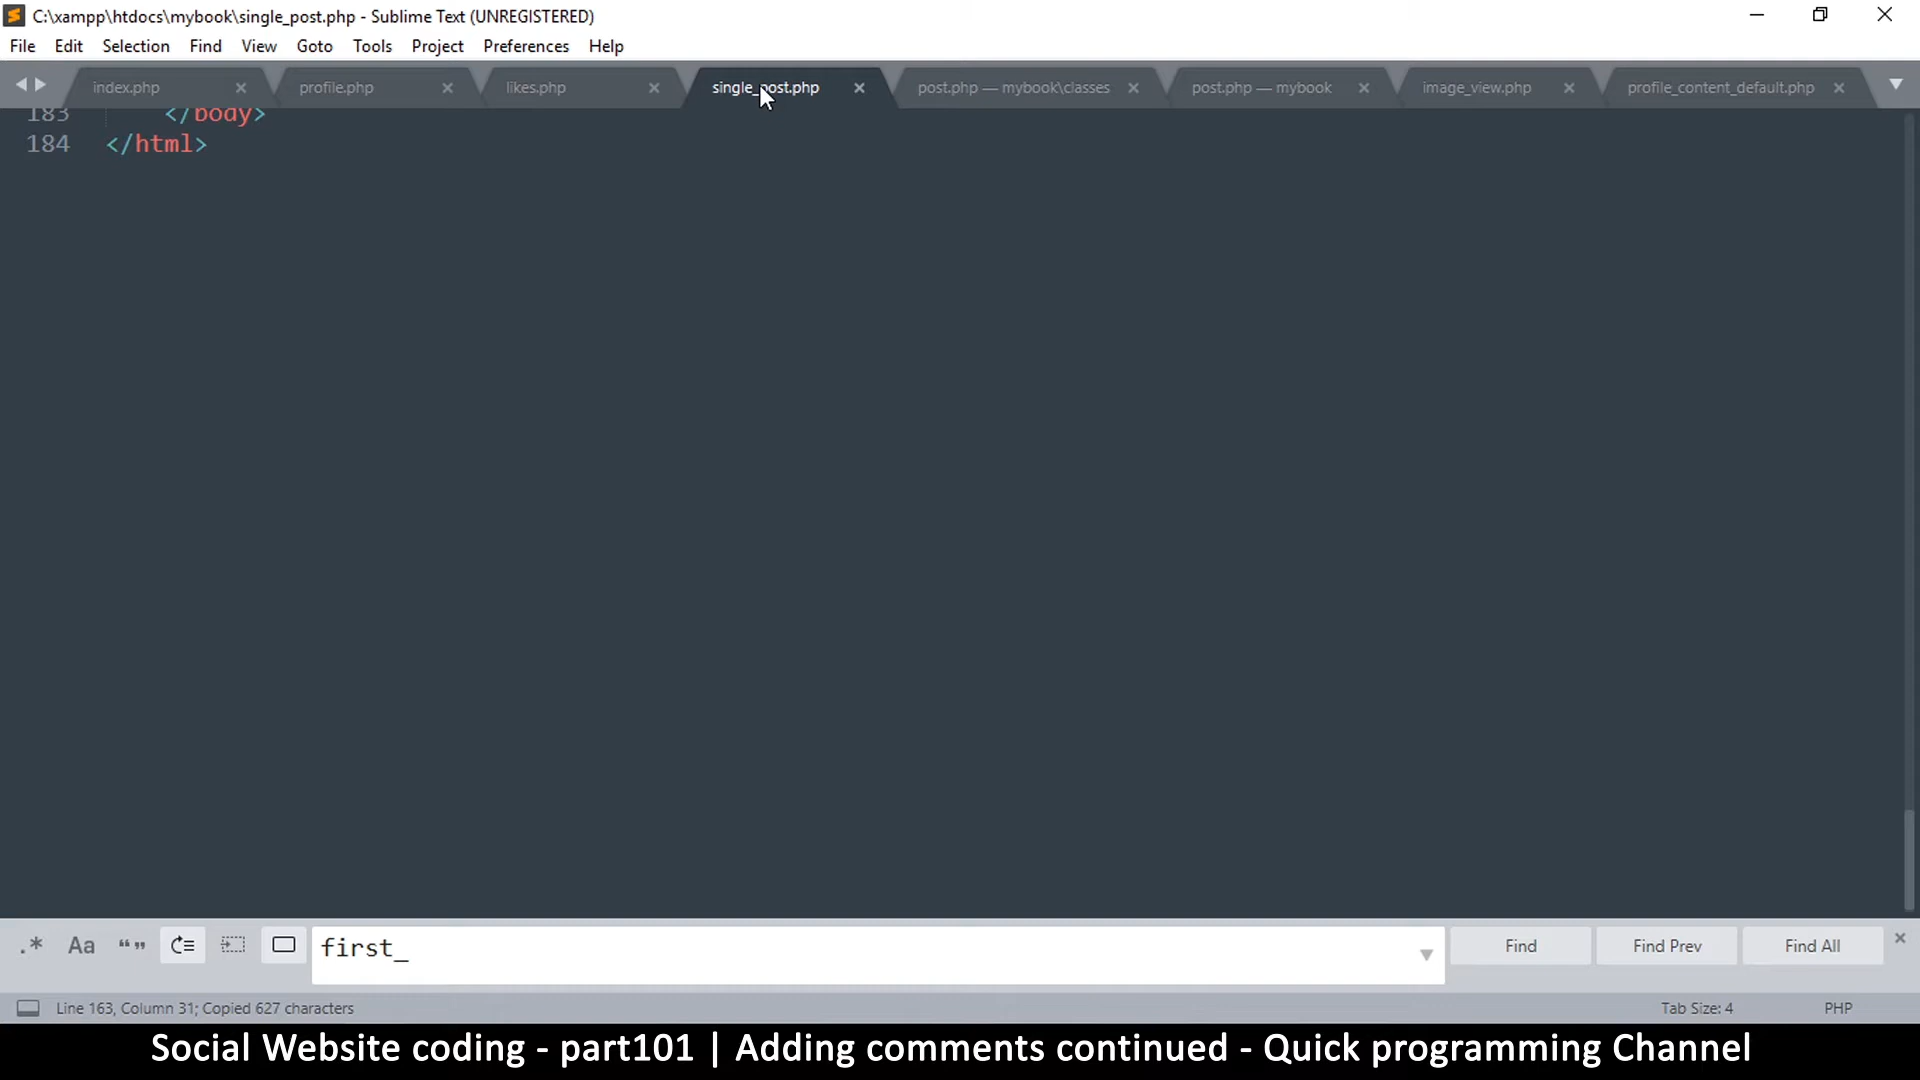 C:\xampp\htdocs\mybook\single_post.php - Sublime Text (UNREGISTERED)
File Edit Selection Find View Goto Tools Project Preferences Help
index.php profile.php likes.php single_post.php post.php — mybook\classes post.php — mybook image_view.php profile_content_default.php
183 </body>
184 </html>
.* Aa “” first_ Find Find Prev Find All
Line 163, Column 31; Copied 627 characters Tab Size: 4 PHP
Social Website coding - part101 | Adding comments continued - Quick programming Channel